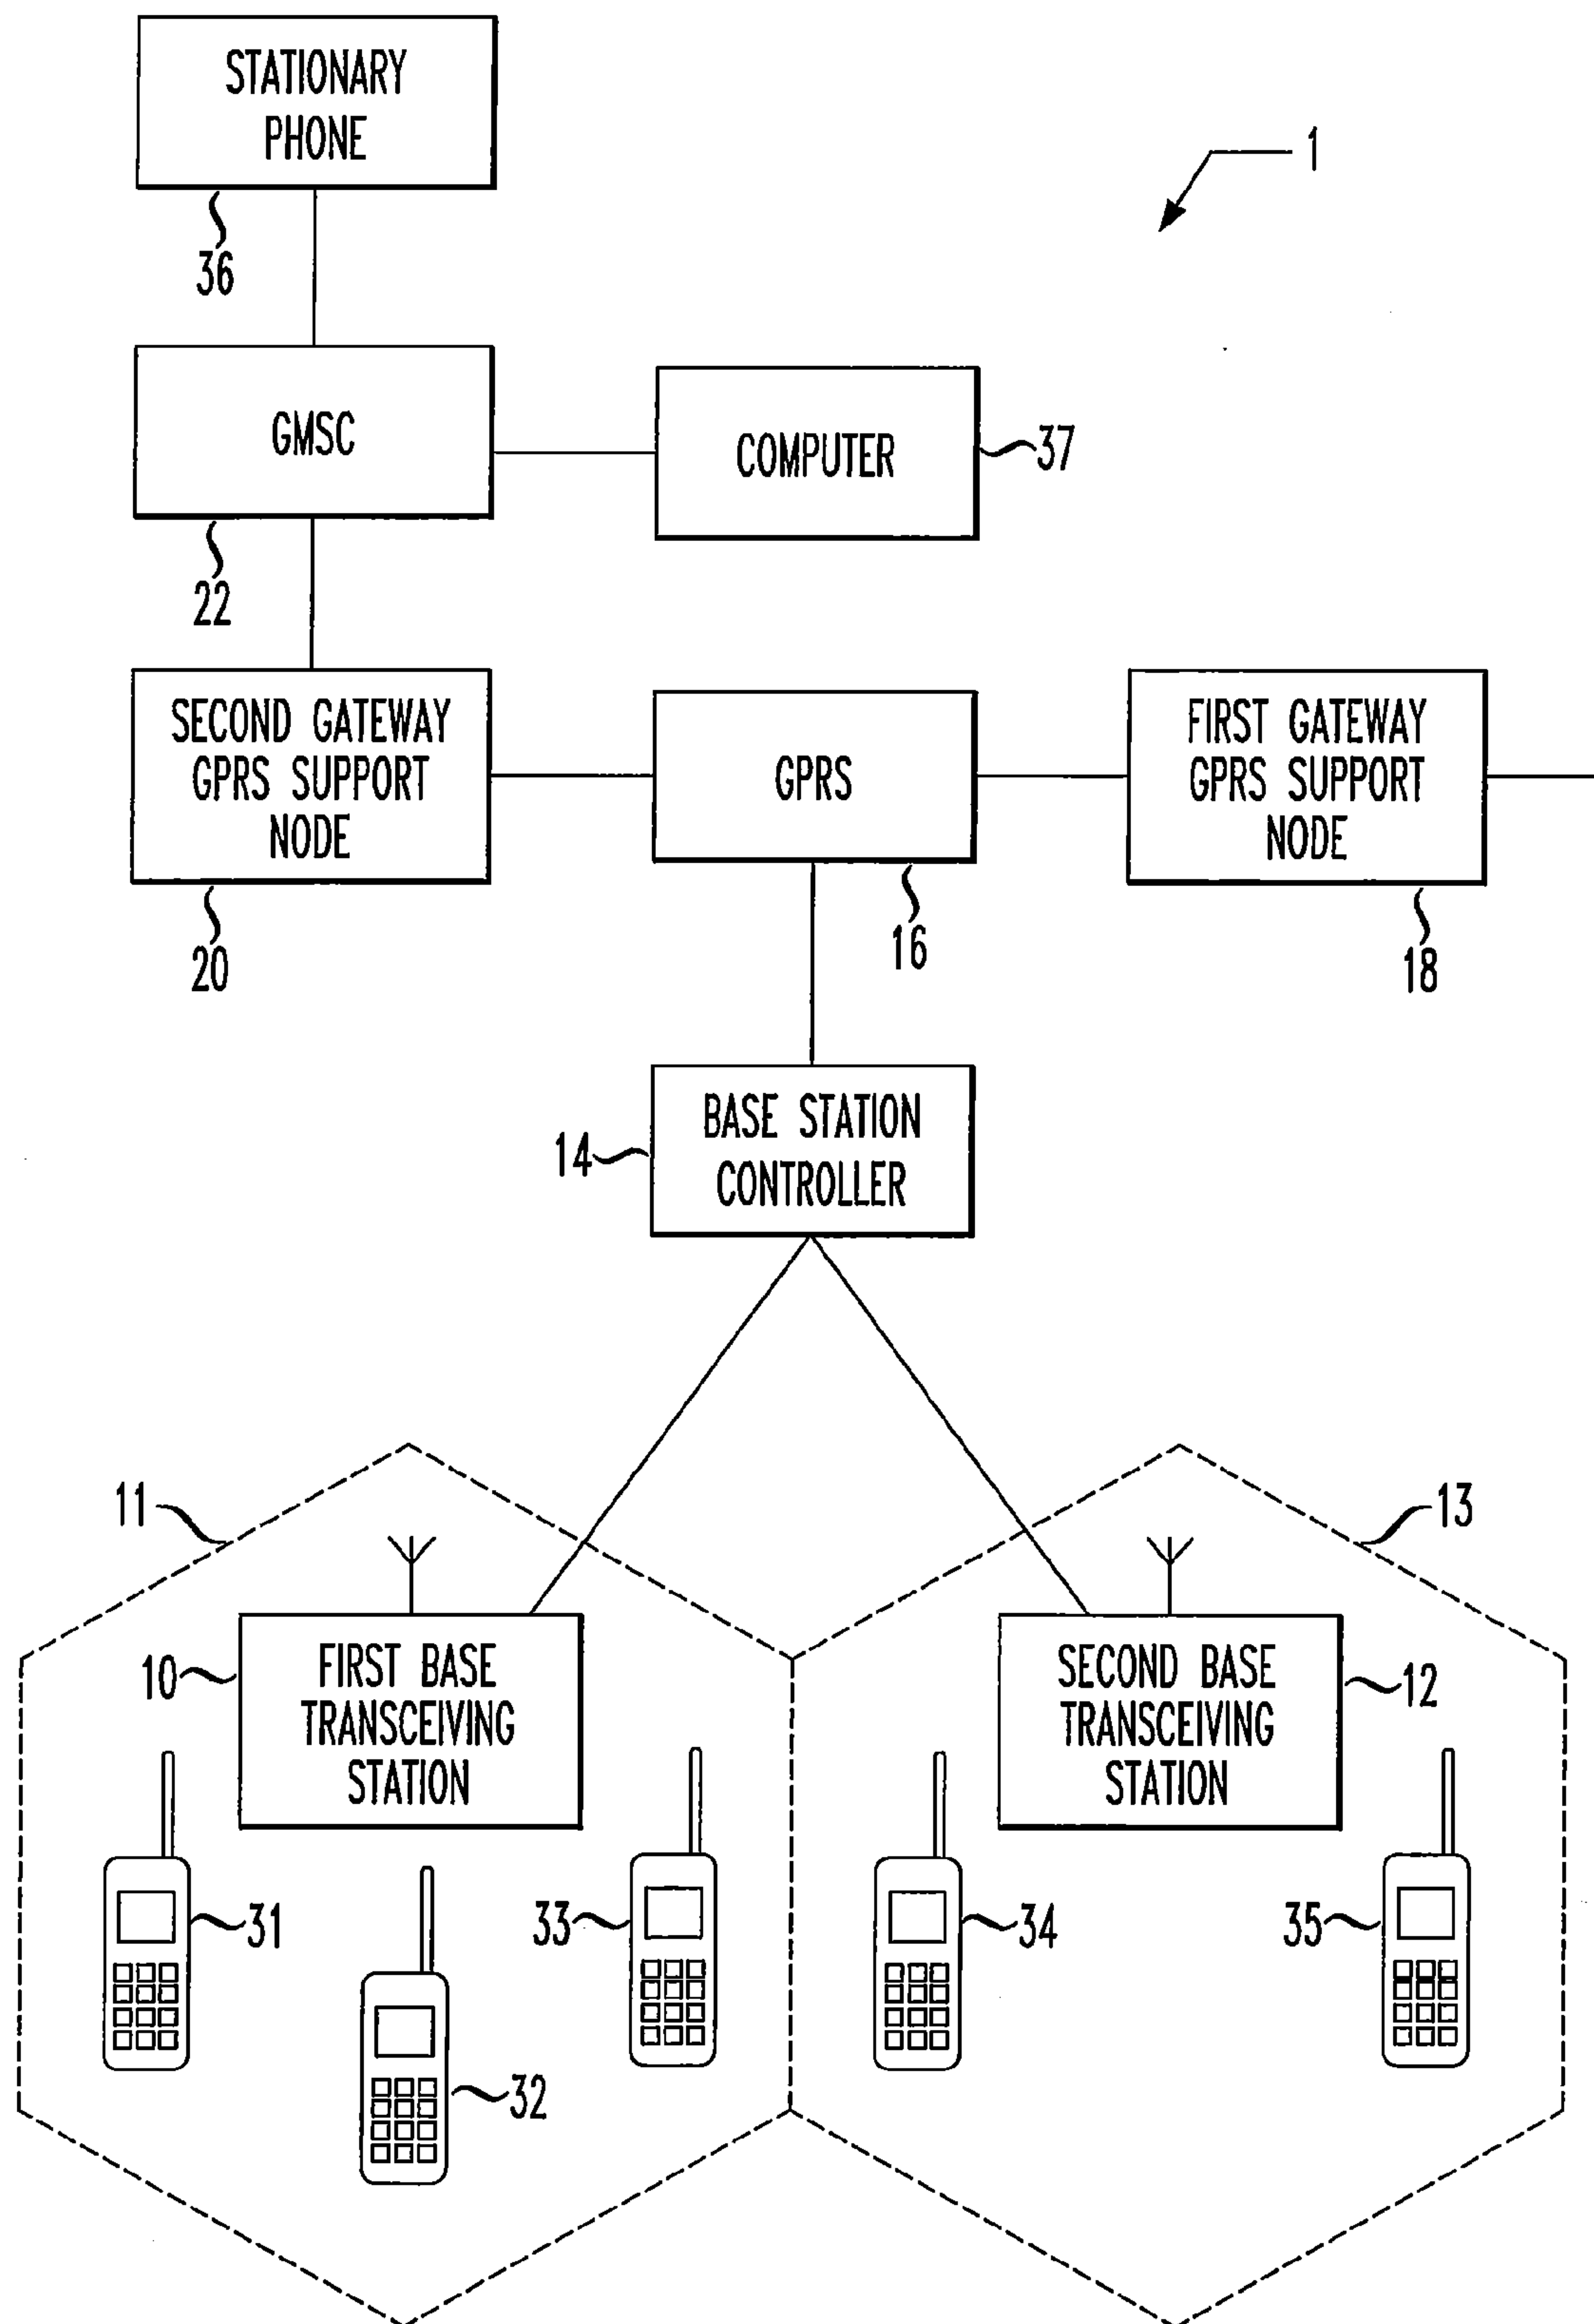 STATIONARY
PHONE
1
36
GMSC
COMPUTER
37
22
SECOND GATEWAY
GPRS SUPPORT
NODE
GPRS
FIRST GATEWAY
GPRS SUPPORT
NODE
20
16
18
14
BASE STATION
CONTROLLER
11
13
10
FIRST BASE
TRANSCEIVING
STATION
SECOND BASE
TRANSCEIVING
STATION
12
31
33
34
35
32